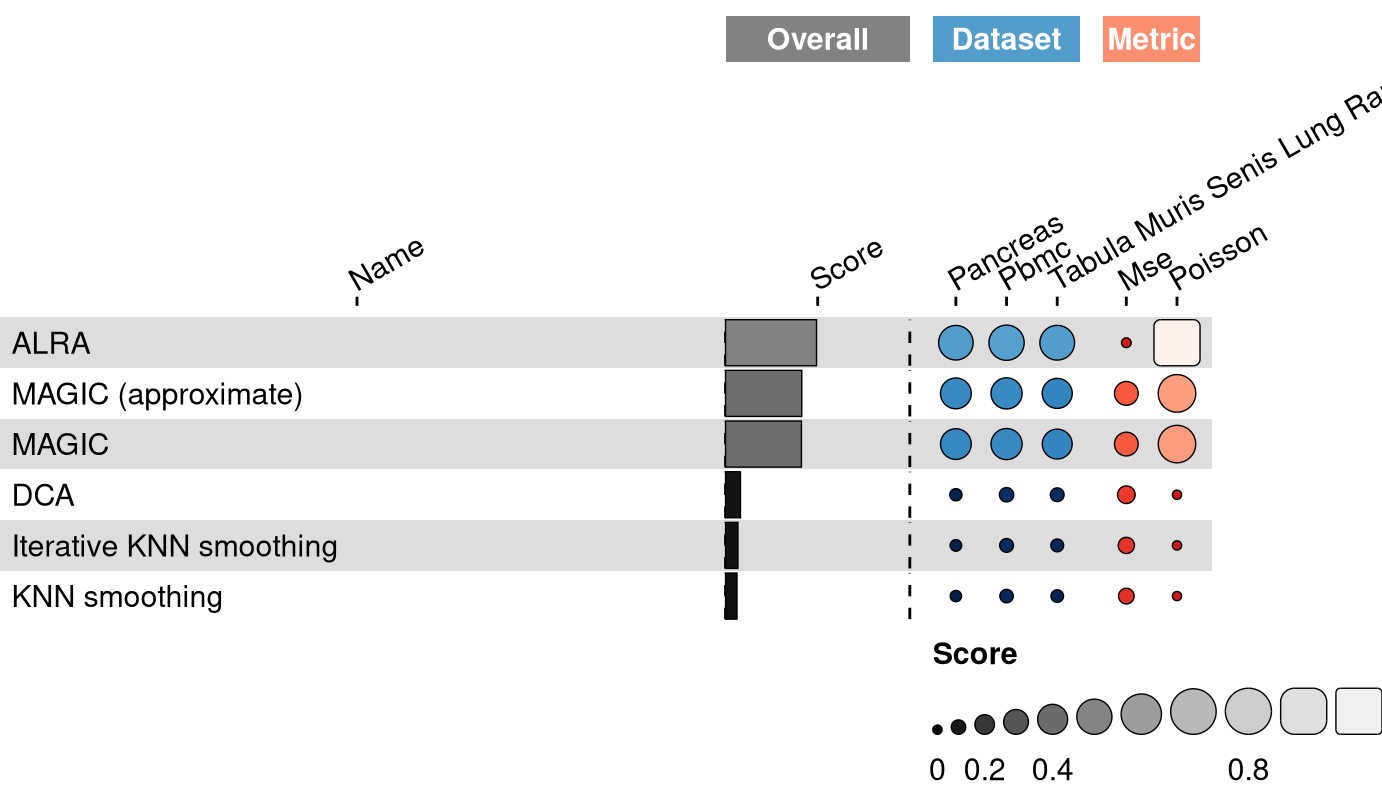 Overall Dataset Metric
Name Score Pancreas Pbmc Tabula Muris Senis Lung Mse Poisson
ALRA
MAGIC (approximate)
MAGIC
DCA
Iterative KNN smoothing
KNN smoothing
Score
0 0.2 0.4 0.8